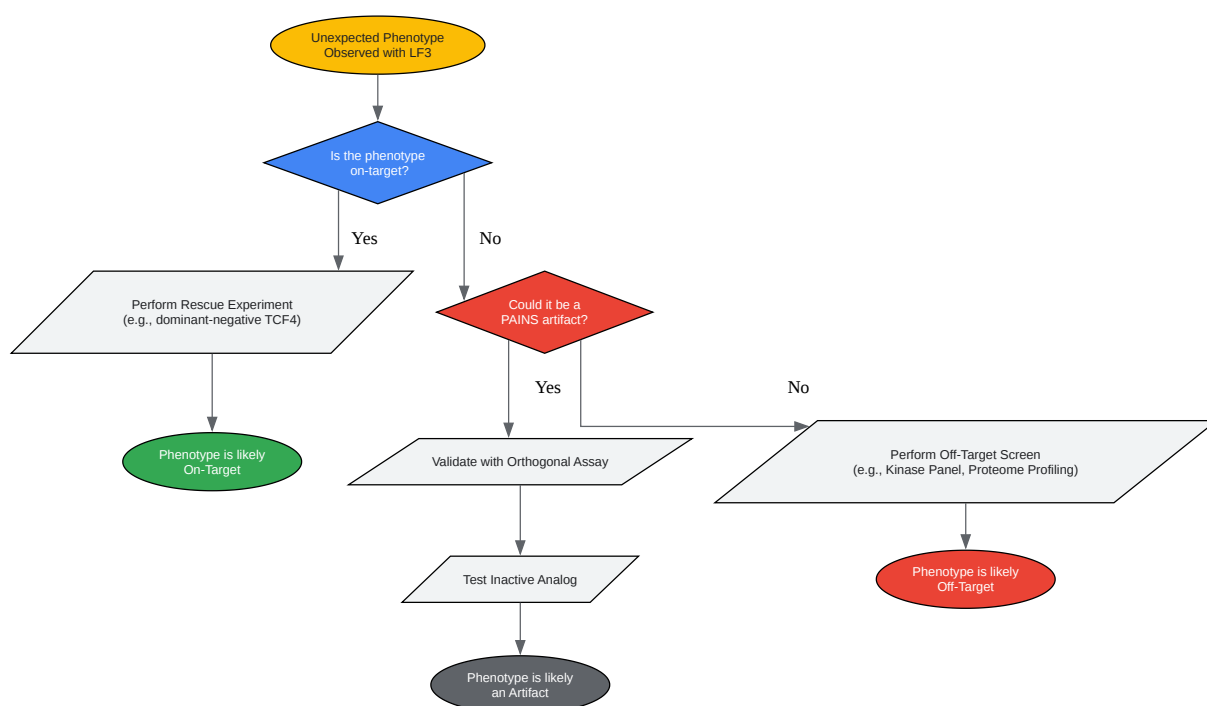 Unexpected Phenotype
Observed with LF3
Is the phenotype
on-target?
Yes
No
Perform Rescue Experiment
(e.g., dominant-negative TCF4)
Could it be a
PAINS artifact?
Yes
No
Phenotype is likely
On-Target
Validate with Orthogonal Assay
Perform Off-Target Screen
(e.g., Kinase Panel, Proteome Profiling)
Test Inactive Analog
Phenotype is likely
Off-Target
Phenotype is likely
an Artifact